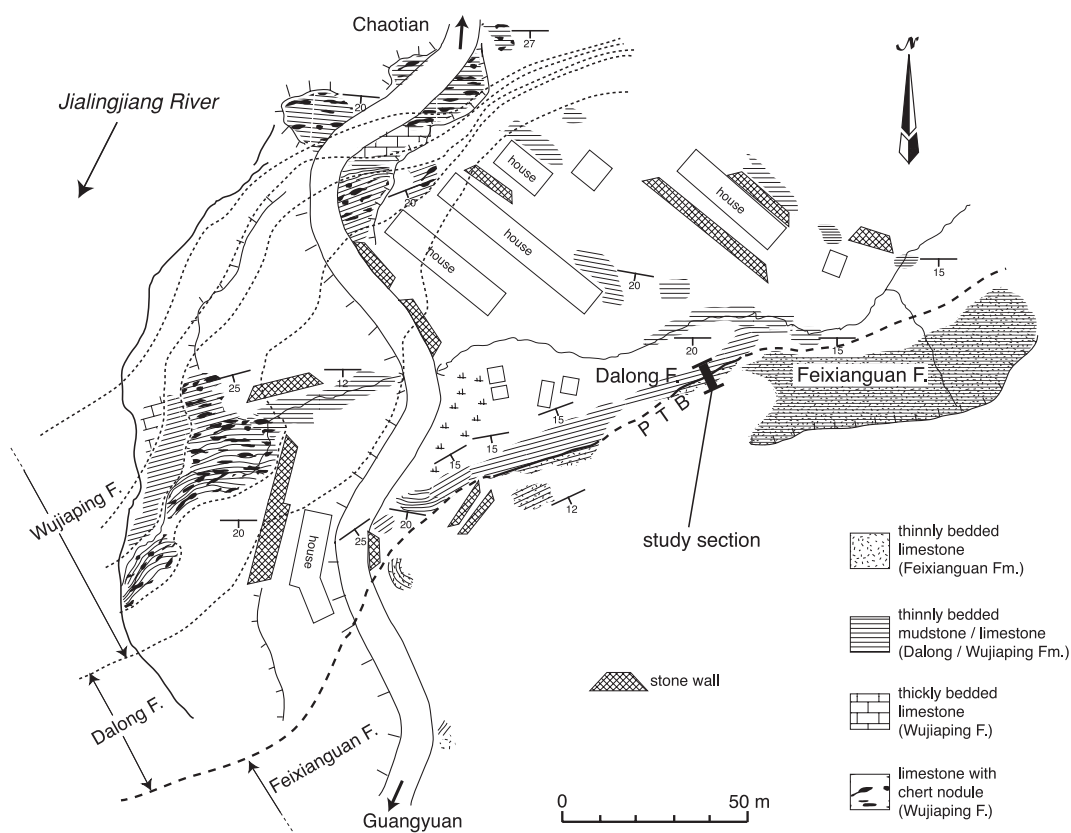 Chaotian
27
N
Jialingjiang River
20
house
20
house
house
house
15
20
25
12
20
15
Dalong F.
Feixianguan F.
P T B
15
15
15
Wujiaping F.
20
20
25
12
house
study section
thinnly bedded
limestone
(Feixianguan Fm.)
thinnly bedded
mudstone / limestone
(Dalong / Wujiaping Fm.)
stone wall
thickly bedded
limestone
(Wujiaping F.)
Dalong F.
Feixianguan F.
limestone with
chert nodule
(Wujiaping F.)
0
50 m
Guangyuan